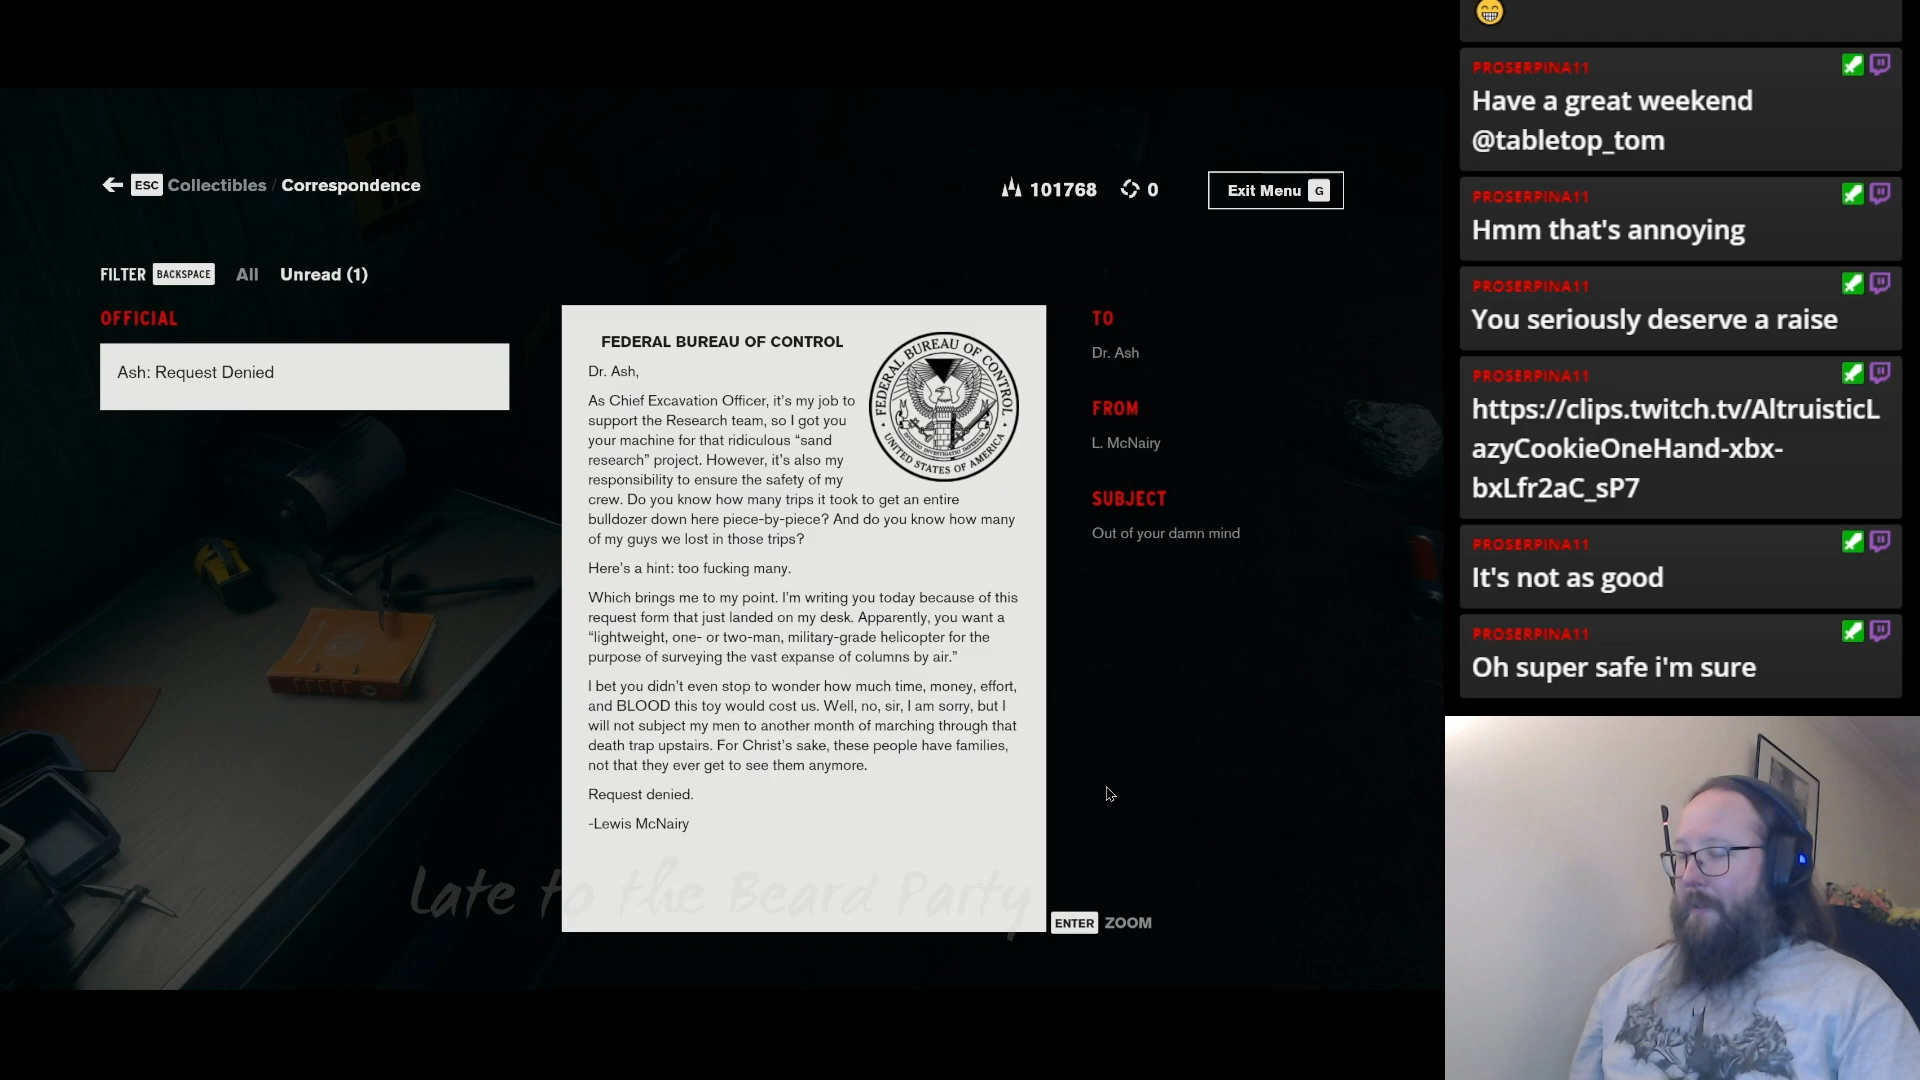 ESC Collectibles / Correspondence
101768
0
Exit Menu G
FILTER BACKSPACE All Unread (1)
OFFICIAL
Ash: Request Denied
FEDERAL BUREAU OF CONTROL
FEDERAL BUREAU OF CONTROL
UNITED STATES OF AMERICA
Dr. Ash,
As Chief Excavation Officer, it's my job to
support the Research team, so I got you
your machine for that ridiculous “sand
research” project. However, it's also my
responsibility to ensure the safety of my
crew. Do you know how many trips it took to get an entire
bulldozer down here piece-by-piece? And do you know how many
of my guys we lost in those trips?
Here's a hint: too fucking many.
Which brings me to my point. I'm writing you today because of this
request form that just landed on my desk. Apparently, you want a
“lightweight, one- or two-man, military-grade helicopter for the
purpose of surveying the vast expanse of columns by air.”
I bet you didn't even stop to wonder how much time, money, effort,
and BLOOD this toy would cost us. Well, no, sir, I am sorry, but I
will not subject my men to another month of marching through that
death trap upstairs. For Christ's sake, these people have families,
not that they ever get to see them anymore.
Request denied.
-Lewis McNairy
Late to the Beard Party
ENTER ZOOM
TO
Dr. Ash
FROM
L. McNairy
SUBJECT
Out of your damn mind
PROSERPINA11
Have a great weekend
@tabletop_tom
PROSERPINA11
Hmm that's annoying
PROSERPINA11
You seriously deserve a raise
PROSERPINA11
https://clips.twitch.tv/AltruisticL
azyCookieOneHand-xbx-
bxLfr2aC_sP7
PROSERPINA11
It's not as good
PROSERPINA11
Oh super safe i'm sure